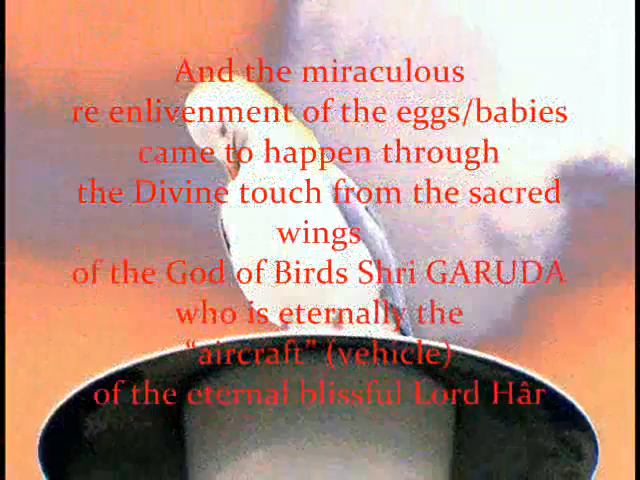 And the miraculous
re enlivenment of the eggs/babies
came to happen through
the Divine touch from the sacred
wings
of the God of Birds Shri GARUDA
who is eternally the
“aircraft” (vehicle)
of the eternal blissful Lord Hâr